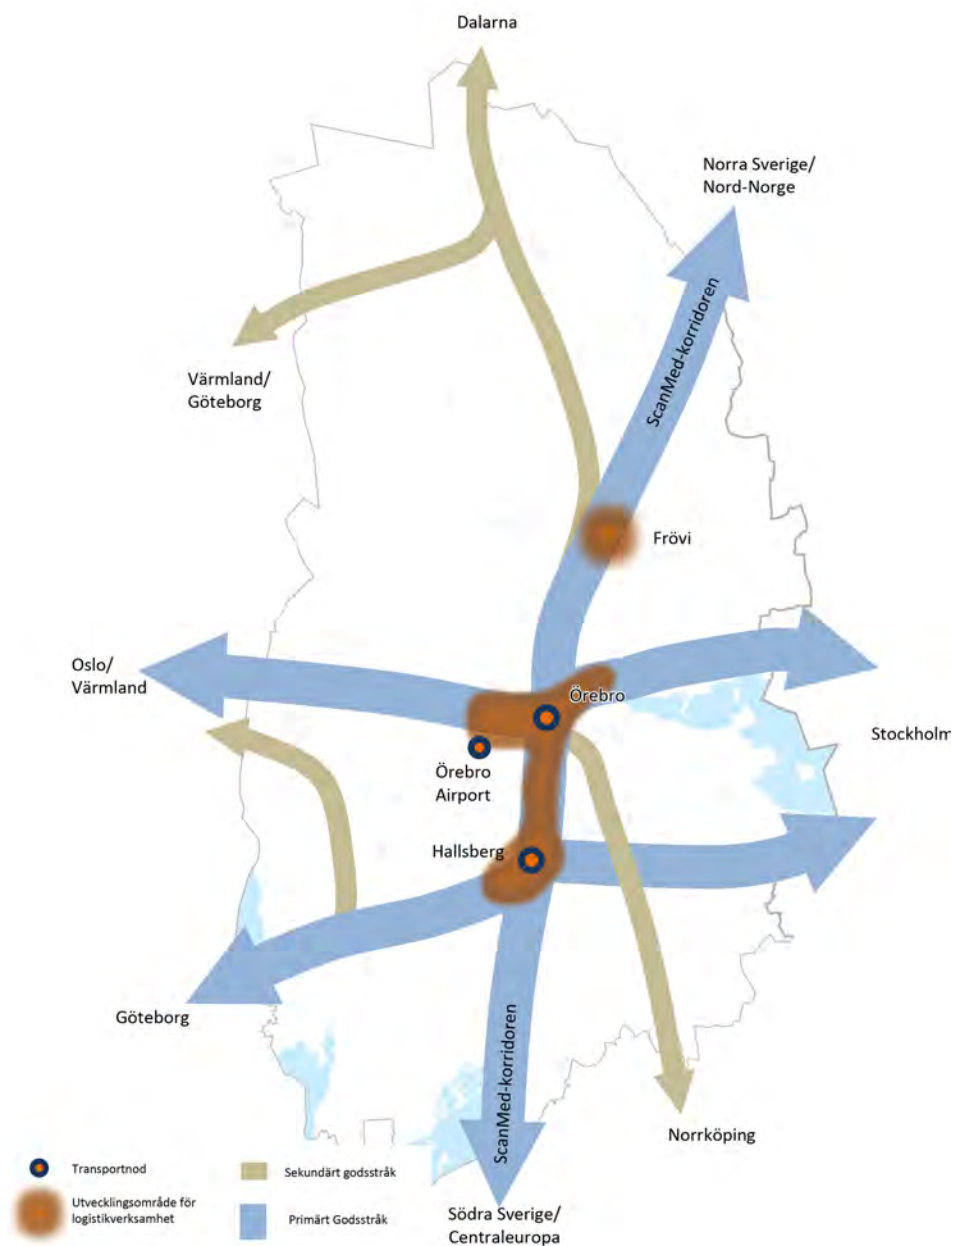 Dalarna
Norra Sverige/
Nord-Norge
ScanMed-korridoren
Värmland/
Göteborg
Frövi
Oslo/
Värmland
Örebro
Stockholm
Örebro
Airport
Hallsberg
Göteborg
ScanMed-korridoren
Norrköping
Södra Sverige/
Centraleuropa
Transportnod
Utvecklingsområde för
logistikverksamhet
Sekundärt godsstråk
Primärt Godsstråk